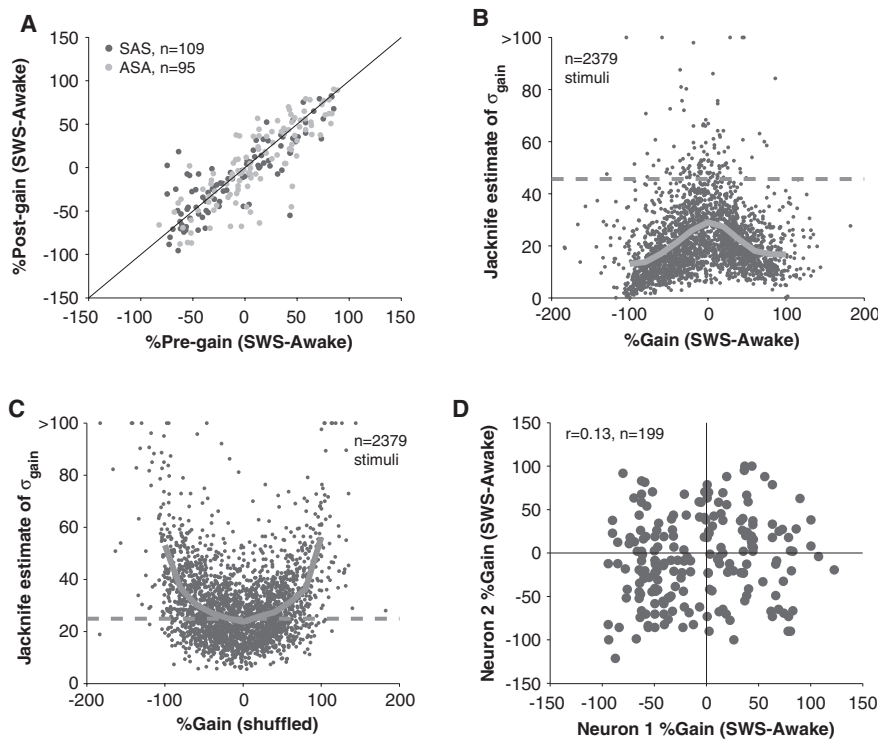 A
150
100
50
0
-50
-100
-150
-150
-100
-50
0
50
100
150
SAS, n=109
ASA, n=95
%Post-gain (SWS-Awake)
%Pre-gain (SWS-Awake)
B
>100
80
60
40
20
0
-200
-100
0
100
200
n=2379
stimuli
Jacknife estimate of σgain
%Gain (SWS-Awake)
C
>100
80
60
40
20
0
-200
-100
0
100
200
n=2379
stimuli
Jacknife estimate of σgain
%Gain (shuffled)
D
150
100
50
0
-50
-100
-150
-150
-100
-50
0
50
100
150
r=0.13, n=199
Neuron 2 %Gain (SWS-Awake)
Neuron 1 %Gain (SWS-Awake)